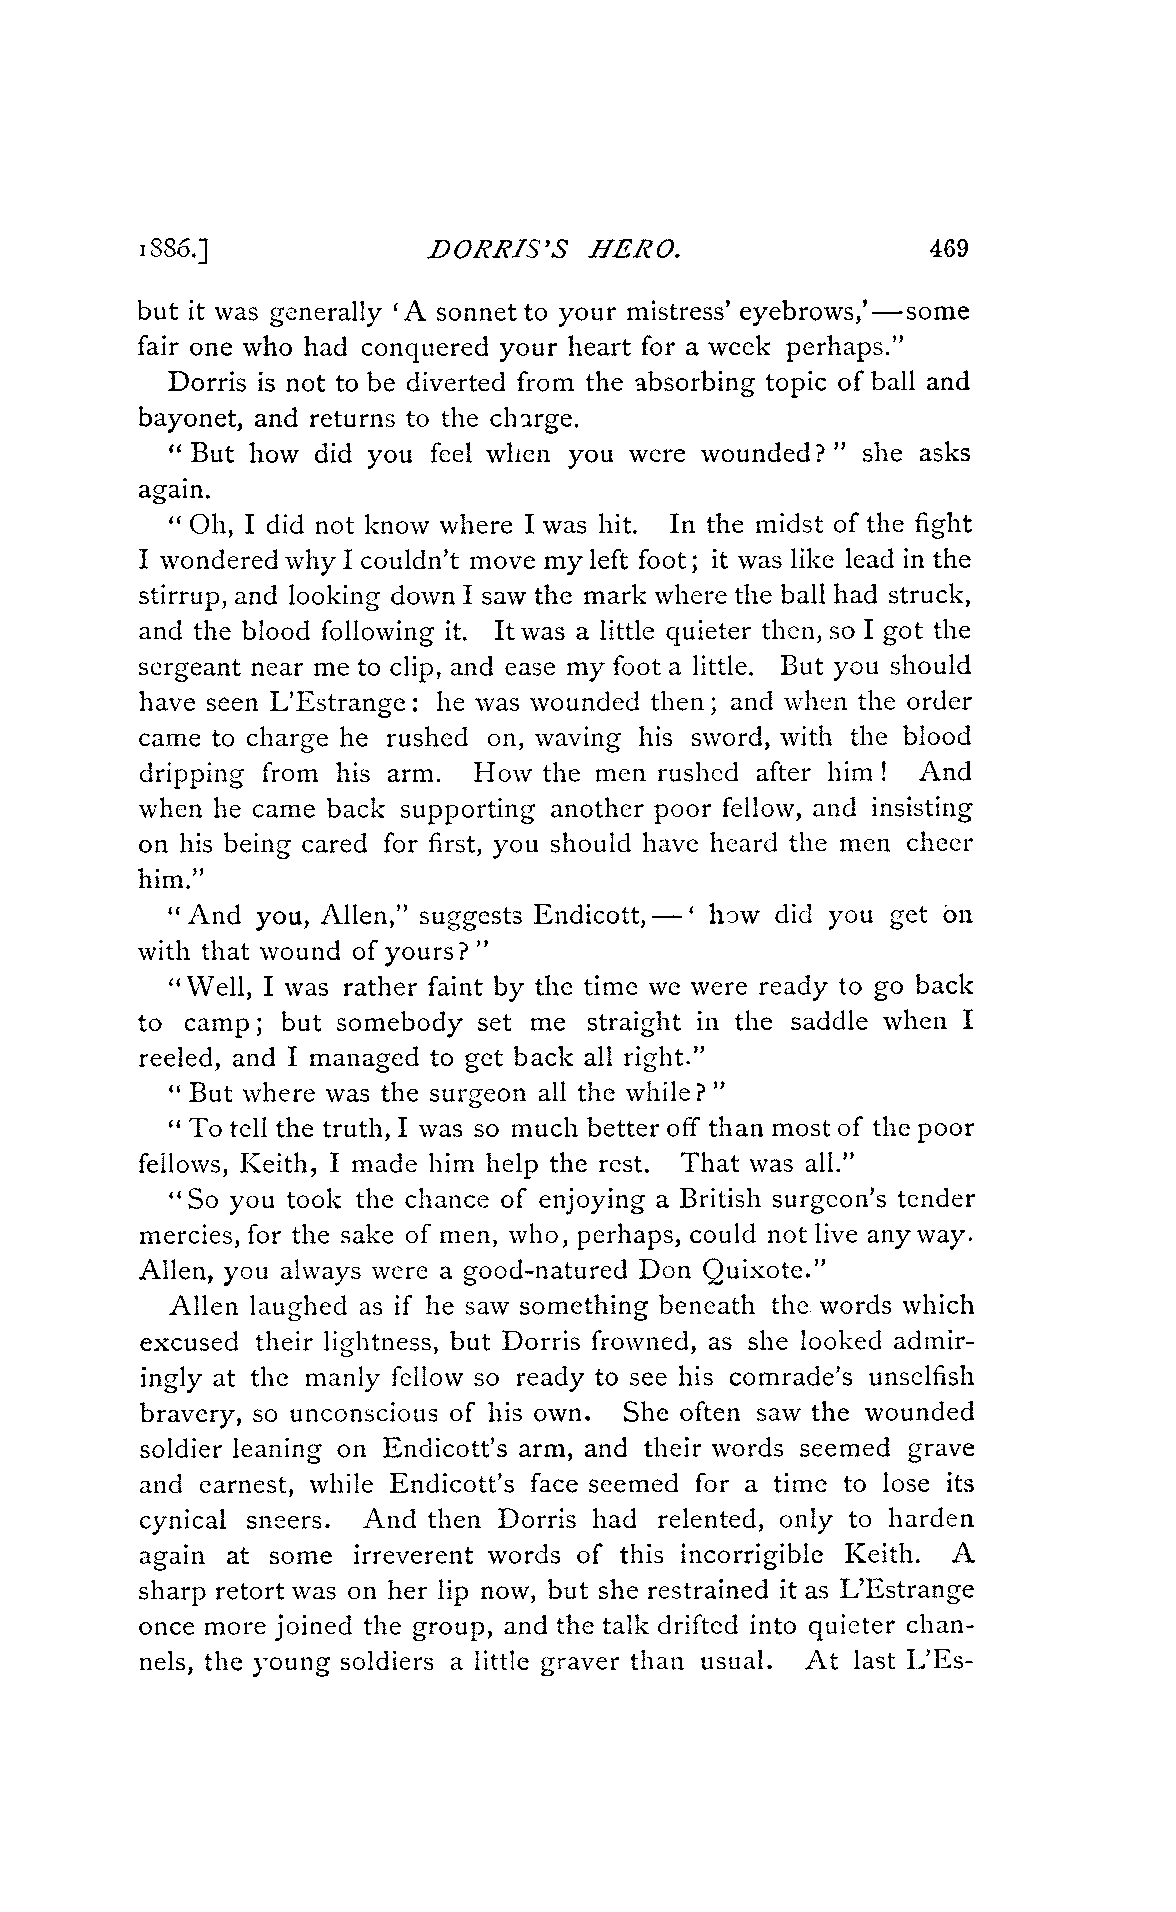 1886.] DORRIS'S HERO. 469
but it was generally ‘A sonnet to your mistress’ eyebrows,’—some
fair one who had conquered your heart for a week perhaps.”
Dorris is not to be diverted from the absorbing topic of ball and
bayonet, and returns to the charge.
“But how did you feel when you were wounded?” she asks
again.
“Oh, I did not know where I was hit. In the midst of the fight
I wondered why I couldn't move my left foot; it was like lead in the
stirrup, and looking down I saw the mark where the ball had struck,
and the blood following it. It was a little quieter then, so I got the
sergeant near me to clip, and ease my foot a little. But you should
have seen L'Estrange: he was wounded then; and when the order
came to charge he rushed on, waving his sword, with the blood
dripping from his arm. How the men rushed after him! And
when he came back supporting another poor fellow, and insisting
on his being cared for first, you should have heard the men cheer
him.”
“And you, Allen,” suggests Endicott,—‘ how did you get on
with that wound of yours?”
“Well, I was rather faint by the time we were ready to go back
to camp; but somebody set me straight in the saddle when I
reeled, and I managed to get back all right.”
“But where was the surgeon all the while?”
“To tell the truth, I was so much better off than most of the poor
fellows, Keith, I made him help the rest. That was all.”
“So you took the chance of enjoying a British surgeon's tender
mercies, for the sake of men, who, perhaps, could not live any way.
Allen, you always were a good-natured Don Quixote.”
Allen laughed as if he saw something beneath the words which
excused their lightness, but Dorris frowned, as she looked admir-
ingly at the manly fellow so ready to see his comrade's unselfish
bravery, so unconscious of his own. She often saw the wounded
soldier leaning on Endicott's arm, and their words seemed grave
and earnest, while Endicott's face seemed for a time to lose its
cynical sneers. And then Dorris had relented, only to harden
again at some irreverent words of this incorrigible Keith. A
sharp retort was on her lip now, but she restrained it as L'Estrange
once more joined the group, and the talk drifted into quieter chan-
nels, the young soldiers a little graver than usual. At last L'Es-